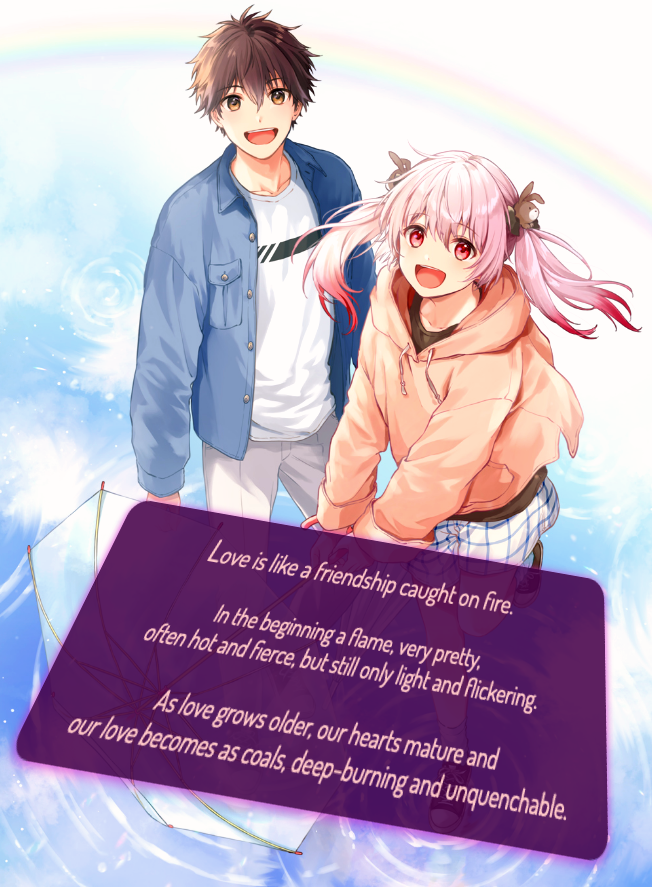 Love is like a friendship caught on fire.
In the beginning a flame, very pretty,
often hot and fierce, but still only light and flickering.
As love grows older, our hearts mature and
our love becomes as coals, deep-burning and unquenchable.